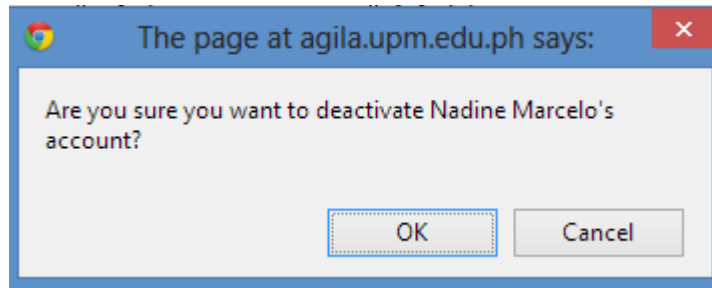 The page at agila.upm.edu.ph says:
Are you sure you want to deactivate Nadine Marcelo's
account?
OK
Cancel